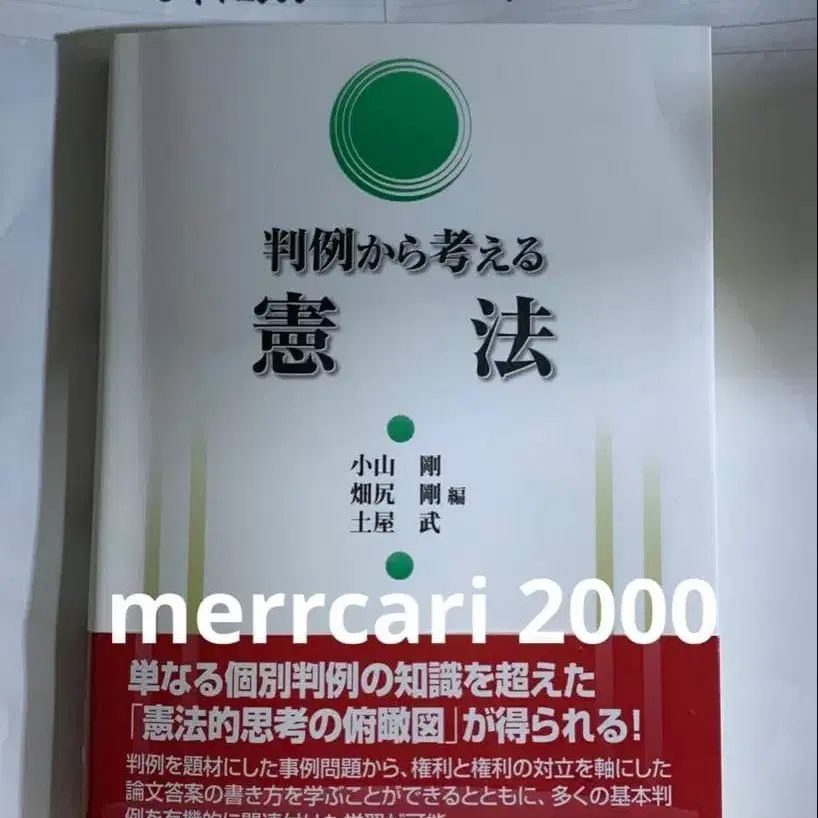 判例から考える
憲 法
小山 剛
畑尻 剛 編
土屋 武
merrcari 2000
単なる個別判例の知識を超えた
「憲法的思考の俯瞰図」が得られる!
判例を題材にした事例問題から、権利と権利の対立を軸にした
論文答案の書き方を学ぶことができるとともに、多くの基本判